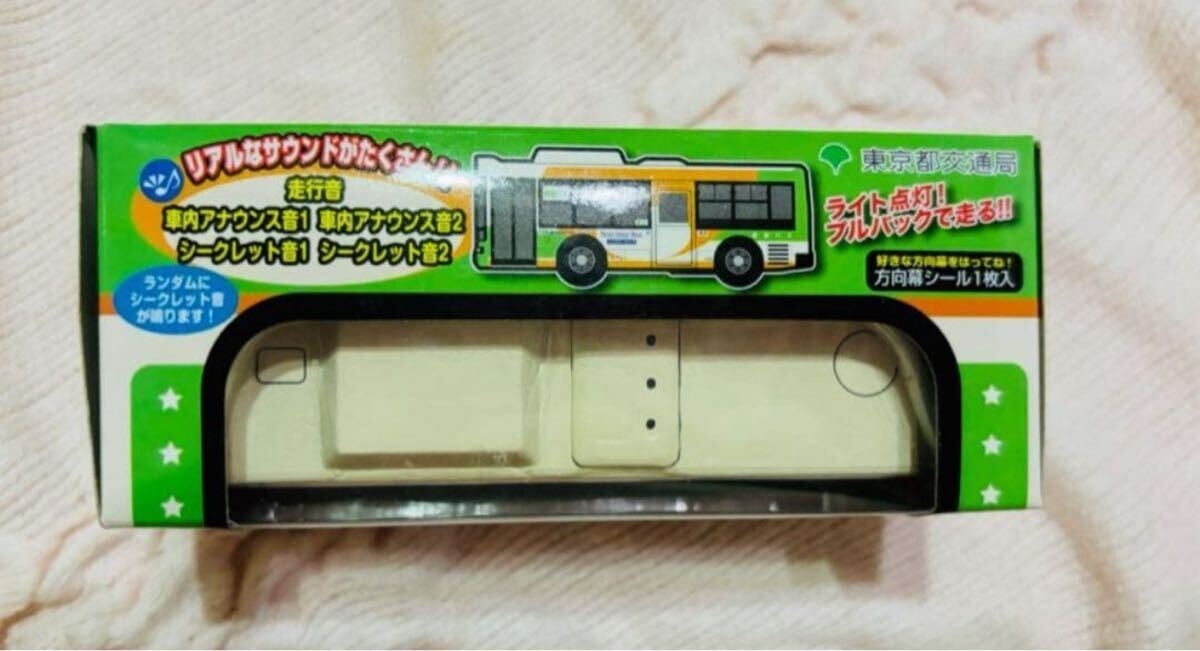 リアルなサウンドがたくさん!!
走行音
車内アナウンス音1 車内アナウンス音2
シークレット音1 シークレット音2
ランダムに
シークレット音
が鳴ります!
東京都交通局
ライト点灯!
プルバックで走る!!
好きな方向幕をはってね!
方向幕シール1枚入